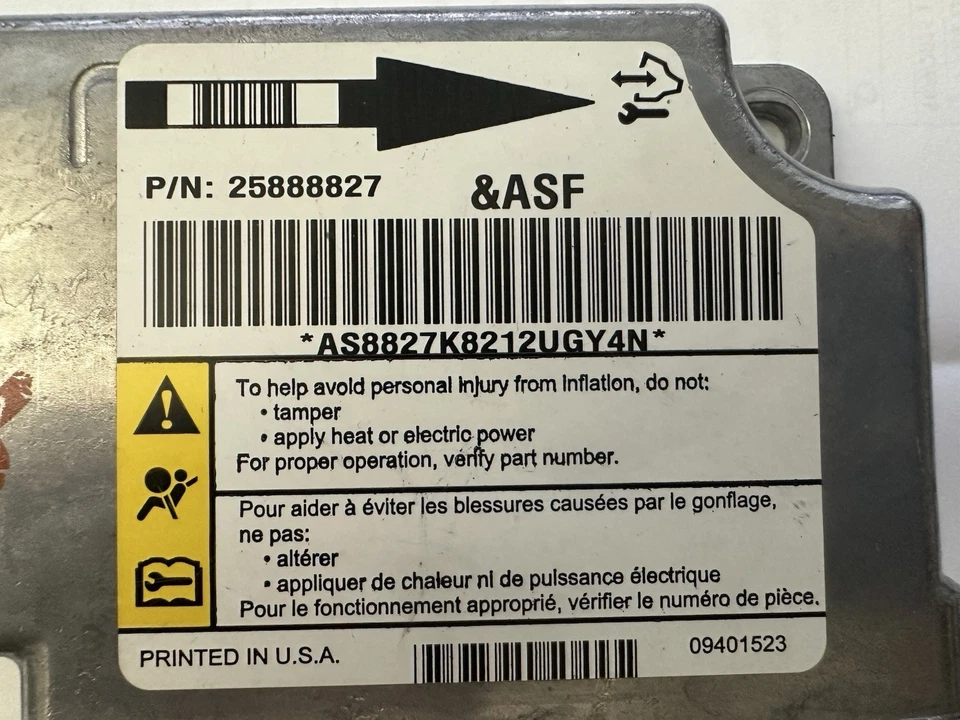 P/N: 25888827 &ASF
*AS8827K8212UGY4N*
To help avoid personal injury from inflation, do not:
• tamper
• apply heat or electric power
For proper operation, verify part number.
Pour aider à éviter les blessures causées par le gonflage,
ne pas:
• altérer
• appliquer de chaleur ni de puissance électrique
Pour le fonctionnement approprié, vérifier le numéro de pièce.
PRINTED IN U.S.A. 09401523